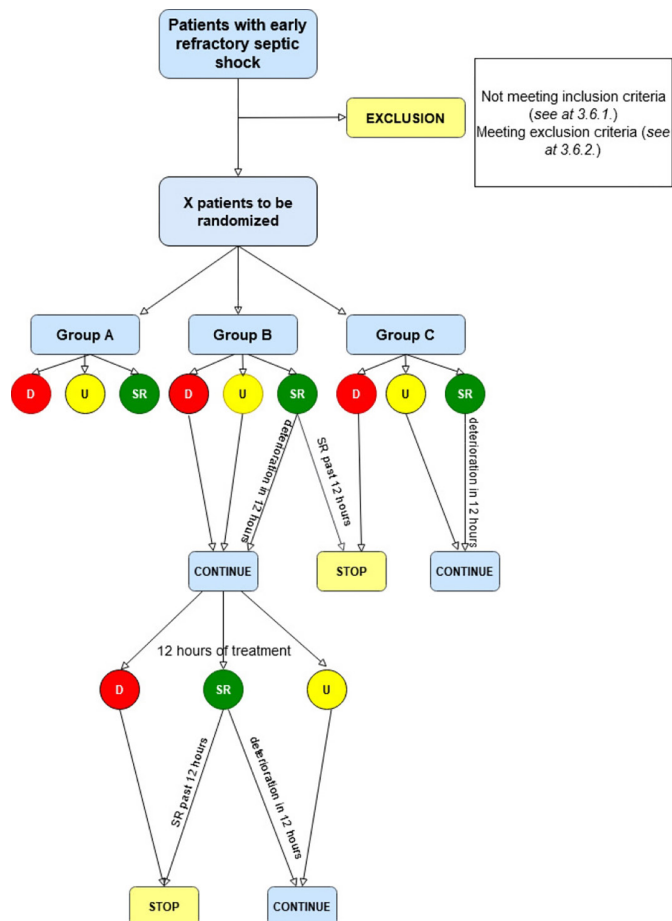 Patients with early
refractory septic
shock
EXCLUSION
Not meeting inclusion criteria
(see at 3.6.1.)
Meeting exclusion criteria (see
at 3.6.2.)
X patients to be
randomized
Group A
Group B
Group C
D
U
SR
D
U
SR
D
U
SR
deterioration in 12 hours
SR past 12 hours
deterioration in 12 hours
CONTINUE
STOP
CONTINUE
12 hours of treatment
D
SR
U
SR past 12 hours
deterioration in 12 hours
STOP
CONTINUE